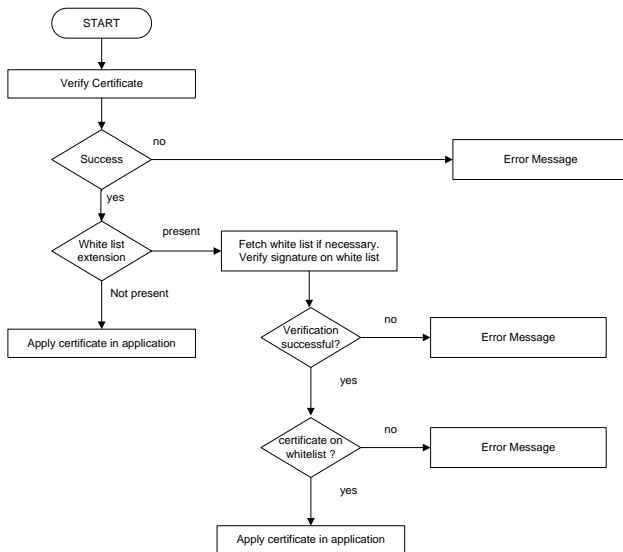 START
Verify Certificate
no
Success
Error Message
yes
present
White list
extension
Fetch white list if necessary.
Verify signature on white list
Not present
no
Apply certificate in application
Verification
successful?
Error Message
yes
no
certificate on
whitelist ?
Error Message
yes
Apply certificate in application